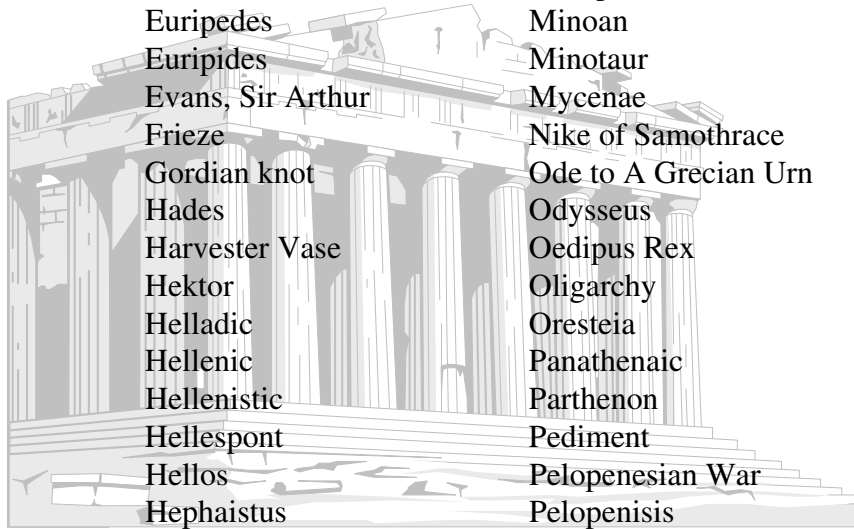 Euripedes
Euripides
Evans, Sir Arthur
Frieze
Gordian knot
Hades
Harvester Vase
Hektor
Helladic
Hellenic
Hellenistic
Hellespont
Hellos
Hephaistus
Minoan
Minotaur
Mycenae
Nike of Samothrace
Ode to A Grecian Urn
Odysseus
Oedipus Rex
Oligarchy
Oresteia
Panathenaic
Parthenon
Pediment
Pelopenesian War
Pelopenisis